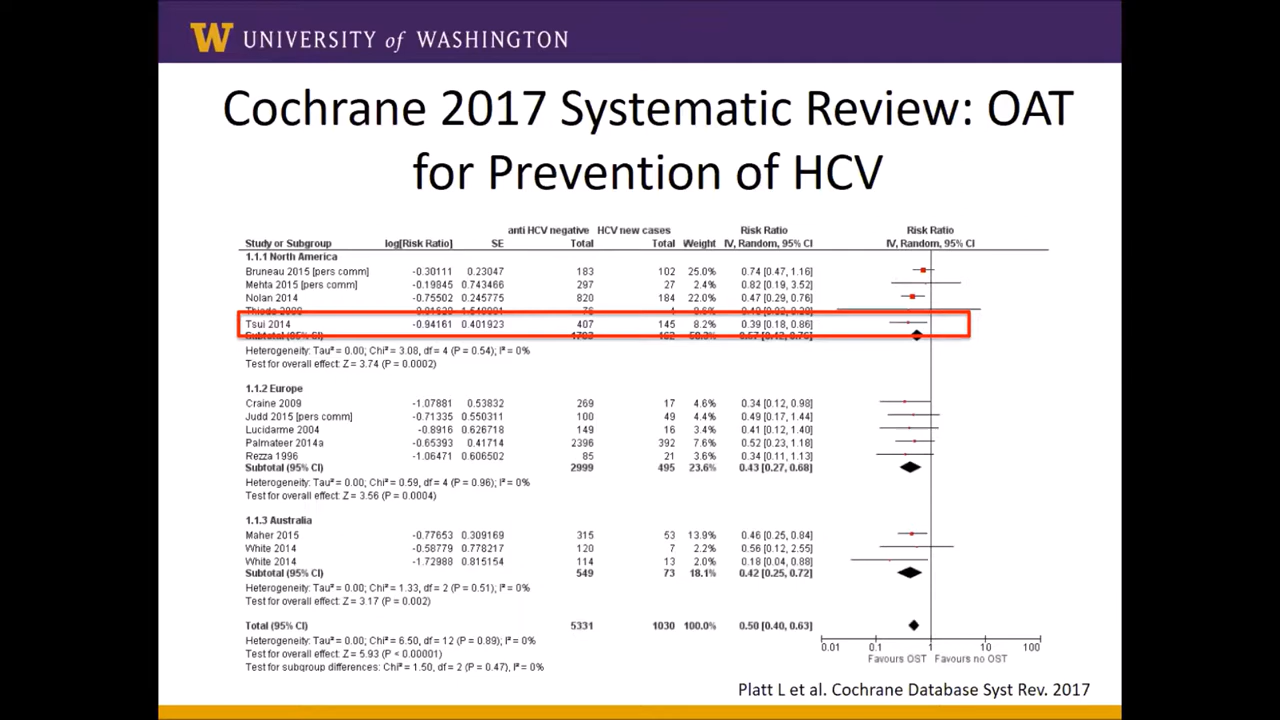 W UNIVERSITY of WASHINGTON
Cochrane 2017 Systematic Review: OAT
for Prevention of HCV
anti HCV negative HCV new cases Risk Ratio Risk Ratio
Study or Subgroup log[Risk Ratio] SE Total Total Weight IV, Random, 95% CI IV, Random, 95% CI
1.1.1 North America
Bruneau 2015 [pers comm] -0.30111 0.23047 183 102 25.0% 0.74 [0.47, 1.16]
Mehta 2015 [pers comm] -0.19845 0.743466 297 27 2.4% 0.82 [0.19, 3.52]
Nolan 2014 -0.75502 0.245775 820 184 22.0% 0.47 [0.29, 0.76]
Tsui 2014 -0.94161 0.401923 407 145 8.2% 0.39 [0.18, 0.86]
Subtotal (95% CI)
Heterogeneity: Tau² = 0.00; Chi² = 3.08, df = 4 (P = 0.54); I² = 0%
Test for overall effect: Z = 3.74 (P = 0.0002)
1.1.2 Europe
Craine 2009 -1.07881 0.53832 269 17 4.6% 0.34 [0.12, 0.98]
Judd 2015 [pers comm] -0.71335 0.550311 100 49 4.4% 0.49 [0.17, 1.44]
Lucidarme 2004 -0.8916 0.626718 149 16 3.4% 0.41 [0.12, 1.40]
Palmateer 2014a -0.65393 0.41714 2396 392 7.6% 0.52 [0.23, 1.18]
Rezza 1996 -1.06471 0.606502 85 21 3.6% 0.34 [0.11, 1.13]
Subtotal (95% CI) 2999 495 23.6% 0.43 [0.27, 0.68]
Heterogeneity: Tau² = 0.00; Chi² = 0.59, df = 4 (P = 0.96); I² = 0%
Test for overall effect: Z = 3.56 (P = 0.0004)
1.1.3 Australia
Maher 2015 -0.77653 0.309169 315 53 13.9% 0.46 [0.25, 0.84]
White 2014 -0.58779 0.778217 120 7 2.2% 0.56 [0.12, 2.55]
White 2014 -1.72988 0.815154 114 13 2.0% 0.18 [0.04, 0.88]
Subtotal (95% CI) 549 73 18.1% 0.42 [0.25, 0.72]
Heterogeneity: Tau² = 0.00; Chi² = 1.33, df = 2 (P = 0.51); I² = 0%
Test for overall effect: Z = 3.17 (P = 0.002)
Total (95% CI) 5331 1030 100.0% 0.50 [0.40, 0.63]
Heterogeneity: Tau² = 0.00; Chi² = 6.50, df = 12 (P = 0.89); I² = 0%
Test for overall effect: Z = 5.93 (P < 0.00001)
Test for subgroup differences: Chi² = 1.50, df = 2 (P = 0.47), I² = 0%
0.01 0.1 1 10 100
Favours OST Favours no OST
Platt L et al. Cochrane Database Syst Rev. 2017